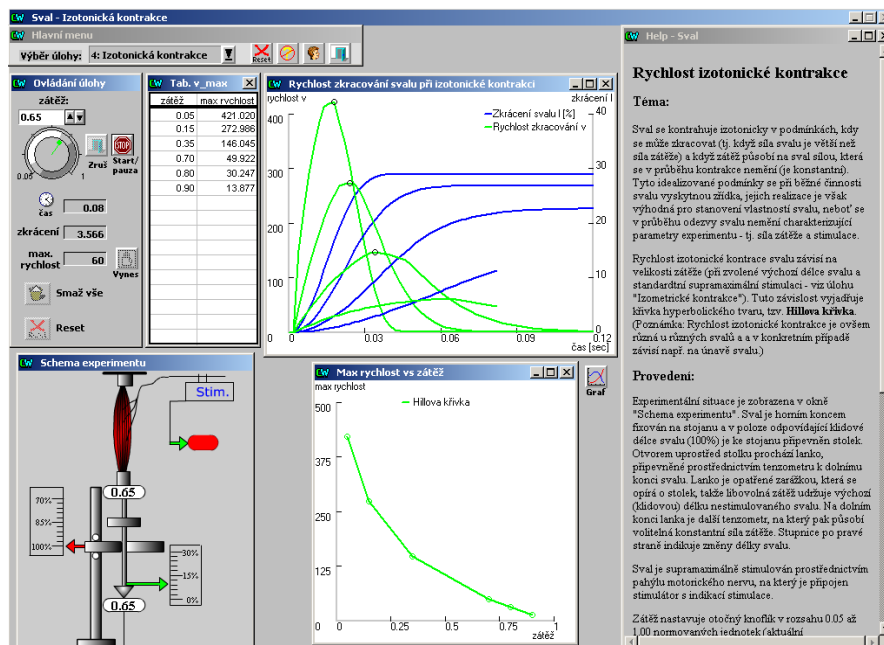 CW Sval - Izotonická kontrakce
CW Hlavní menu
Výběr úlohy: 4: Izotonická kontrakce
Reset
CW Ovládání úlohy
zátěž:
0.65
0.05
1
Zruš
Start/
pauza
čas
0.08
zkrácení
3.566
max.
rychlost
60
Vynes
Smaž vše
Reset
CW Tab. v_max
zátěž max rychlost
0.05 421.020
0.15 272.986
0.35 146.045
0.70 49.922
0.80 30.247
0.90 13.877
CW Rychlost zkracování svalu při izotonické kontrakci
rychlost v
zkrácení l
Zkrácení svalu l [%]
Rychlost zkracování v
400
300
200
100
0
40
30
20
10
0
0
0.03
0.06
0.09
0.12
čas [sec]
CW Schema experimentu
Stim.
0.65
70%
85%
100%
30%
15%
0%
0.65
CW Max rychlost vs zátěž
max rychlost
Hillova křivka
500
375
250
125
0
0.25
0.5
0.75
1
zátěž
Graf
CW Help - Sval
Rychlost izotonické kontrakce
Téma:
Sval se kontrahuje izotonicky v podmínkách, kdy
se může zkracovat (tj. když síla svalu je větší než
síla zátěže) a když zátěž působí na sval silou, která
se v průběhu kontrakce nemění (je konstantní).
Tyto idealizované podmínky se při běžné činnosti
svalu vyskytnou zřídka, jejich realizace je však
výhodná pro stanovení vlastností svalu, neboť se
v průběhu odezvy svalu nemění charakterizující
parametry experimentu - tj. síla zátěže a stimulace.
Rychlost izotonické kontrace svalu závisí na
velikosti zátěže (při zvolené výchozí délce svalu a
standardtní supramaximální stimulaci - viz úlohu
"Izometrické kontrakce"). Tuto závislost vyjadřuje
křivka hyperbolického tvaru, tzv. Hillova křivka.
(Poznámka: Rychlost izotonické kontrakce je ovšem
různá u různých svalů a a v konkretním případě
závisí např. na únavě svalu.)
Provedení:
Experimentální situace je zobrazena v okně
"Schema experimentu". Sval je horním koncem
fixován na stojanu a v poloze odpovídající klidové
délce svalu (100%) je ke stojanu připevněn stolek.
Otvorem uprostřed stolku prochází lanko,
připevněné prostřednictvím tenzometru k dolnímu
konci svalu. Lanko je opatřené zarážkou, která se
opírá o stolek, takže libovolná zátěž udržuje výchozí
(klidovou) délku nestimulovaného svalu. Na dolním
konci lanka je další tenzometr, na který pak působí
volitelná konstantní síla zátěže. Stupnice po pravé
straně indikuje změny délky svalu.
Sval je supramaximálně stimulován prostřednictvím
pahýlu motorického nervu, na který je připojen
stimulátor s indikací stimulace.
Zátěž nastavuje otočný knoflík v rozsahu 0.05 až
1.00 normovaných jednotek (aktuální